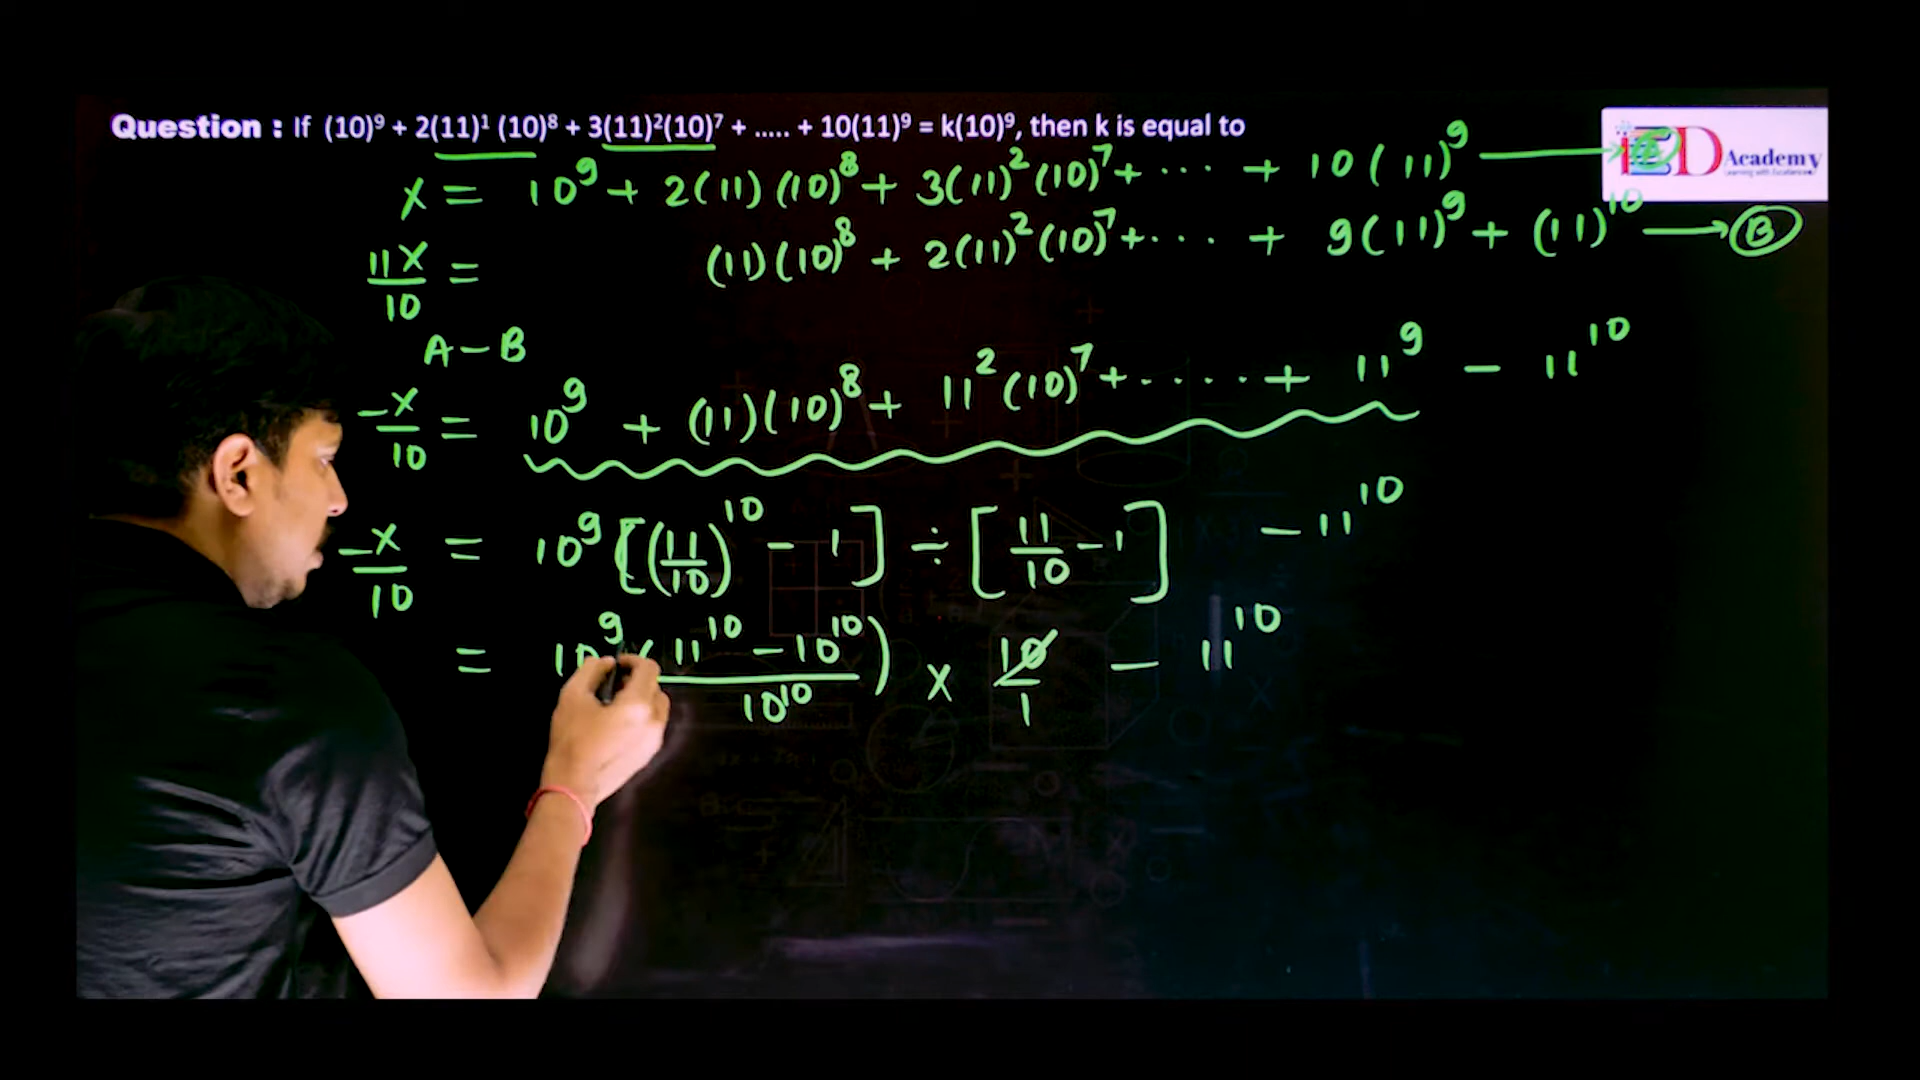 Question : If (10)⁹ + 2(11)¹ (10)⁸ + 3(11)²(10)⁷ + ..... + 10(11)⁹ = k(10)⁹, then k is equal to
Academy
x = 10⁹ + 2(11)(10)⁸ + 3(11)²(10)⁷ + .... + 10(11)⁹ → A
11x/10 = (11)(10)⁸ + 2(11)²(10)⁷ + .... + 9(11)⁹ + (11)¹⁰ → B
A - B
-x/10 = 10⁹ + (11)(10)⁸ + 11²(10)⁷ + ..... + 11⁹ - 11¹⁰
-x/10 = 10⁹ [(11/10)¹⁰ - 1] ÷ [11/10 - 1] - 11¹⁰
= 10⁹ (11¹⁰ - 10¹⁰ / 10¹⁰) x 10/1 - 11¹⁰